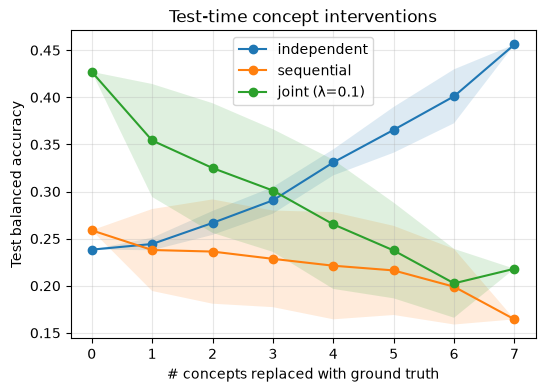 Test-time concept interventions
independent
sequential
joint (λ=0.1)
Test balanced accuracy
0.45
0.40
0.35
0.30
0.25
0.20
0.15
0 1 2 3 4 5 6 7
# concepts replaced with ground truth